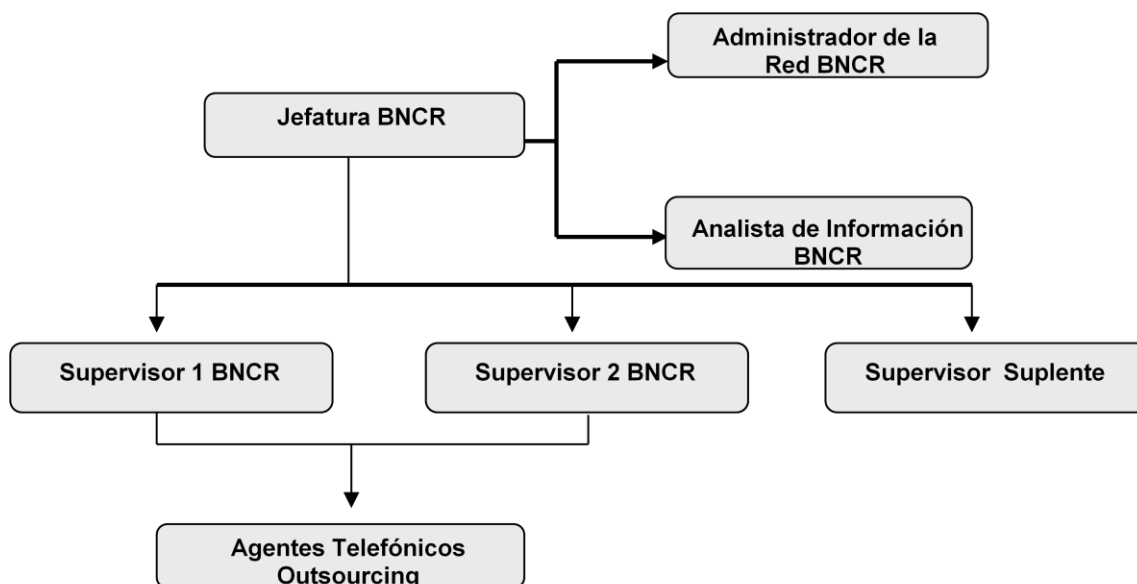 Administrador de la
Red BNCR
Jefatura BNCR
Analista de Información
BNCR
Supervisor 1 BNCR
Supervisor 2 BNCR
Supervisor Suplente
Agentes Telefónicos
Outsourcing